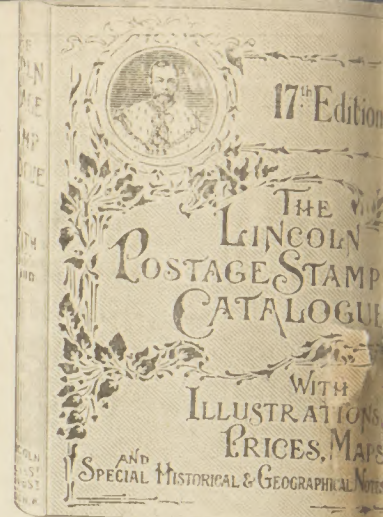 17th Edition
THE
LINCOLN
POSTAGE STAMP
CATALOGUE
WITH
ILLUSTRATIONS,
PRICES, MAPS
AND
SPECIAL HISTORICAL & GEOGRAPHICAL NOTES